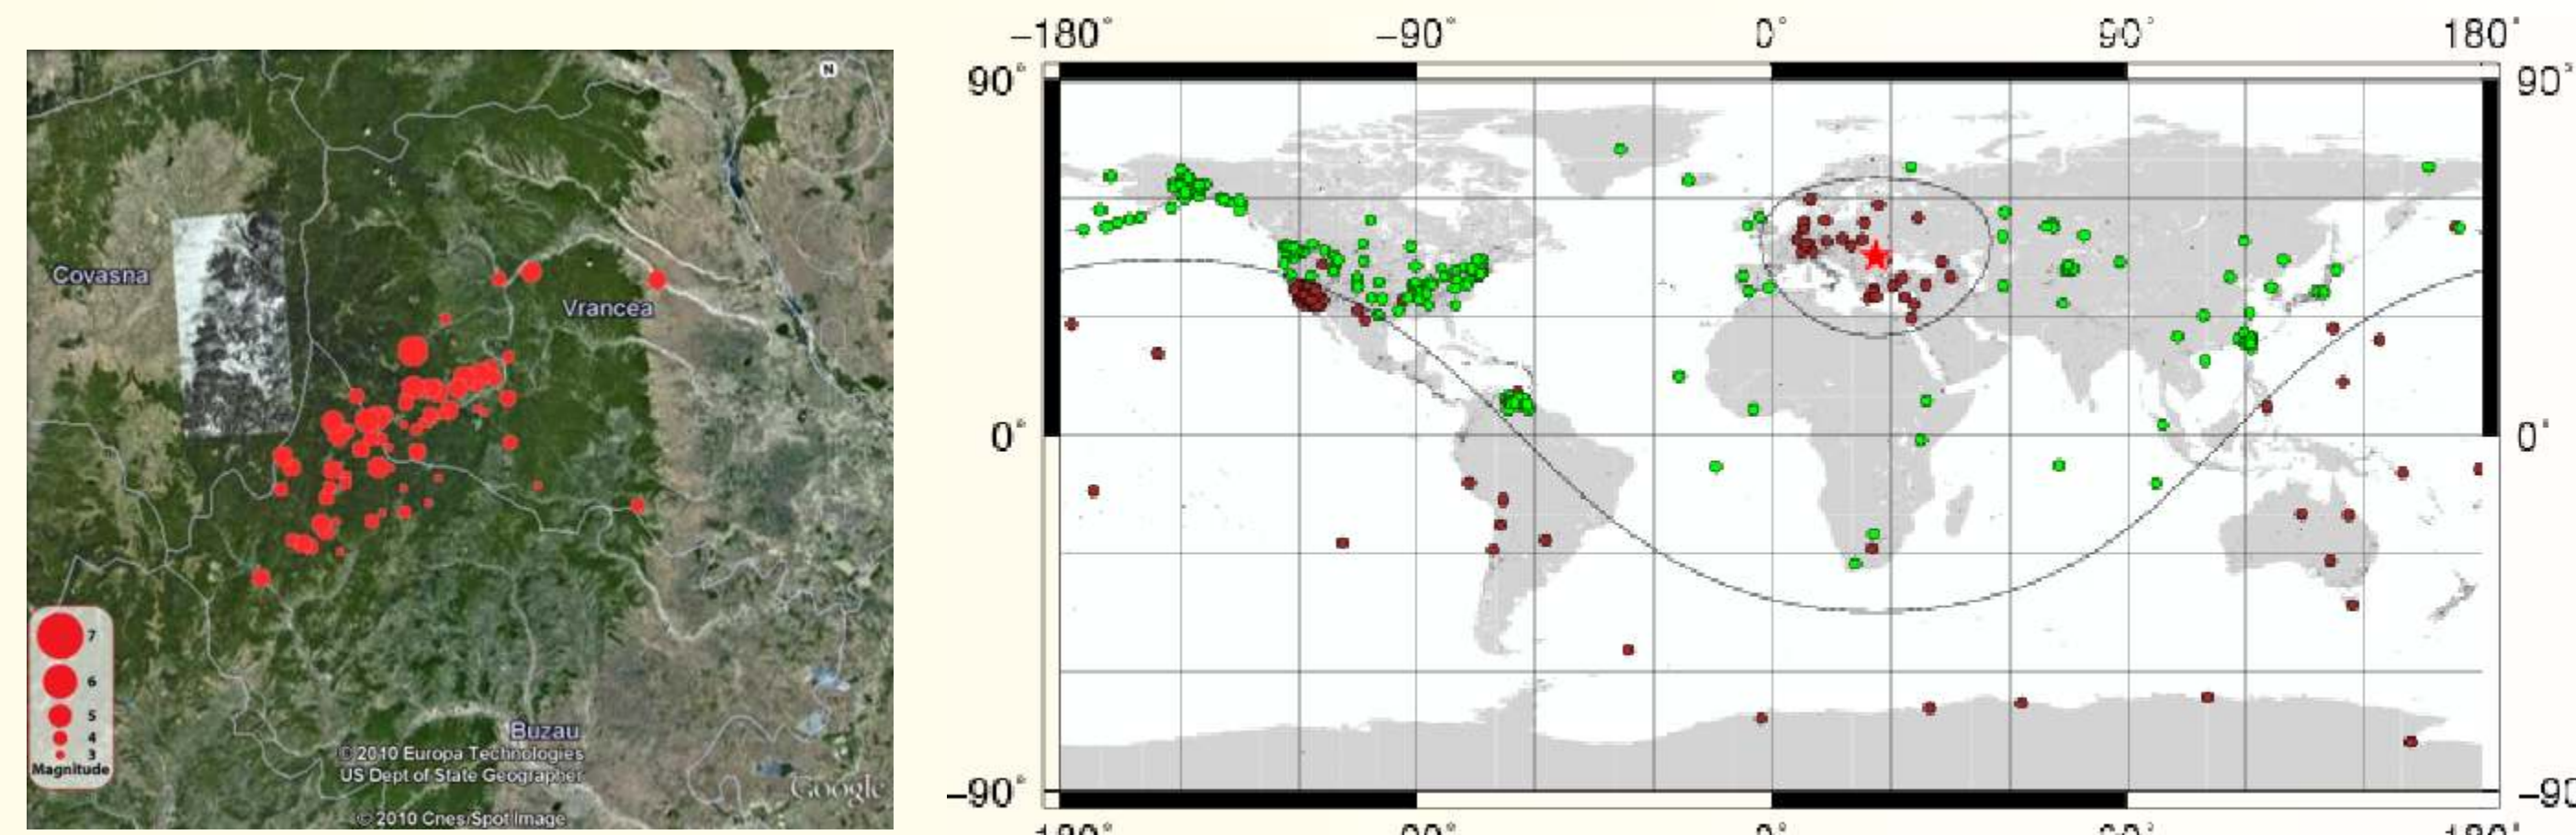 N
Covasna
Vrancea
7
6
5
4
3
Magnitude
Buzau
© 2010 Europa Technologies
US Dept of State Geographer
Google
© 2010 Cnes/Spot Image
−180° −90° 0° 90° 180°
90° 90°
0° 0°
−90° −90